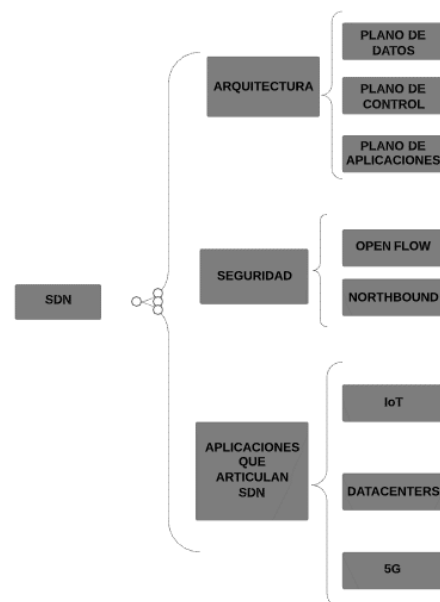 SDN
ARQUITECTURA
PLANO DE
DATOS
PLANO DE
CONTROL
PLANO DE
APLICACIONES
SEGURIDAD
OPEN FLOW
NORTHBOUND
APLICACIONES
QUE
ARTICULAN
SDN
IoT
DATACENTERS
5G